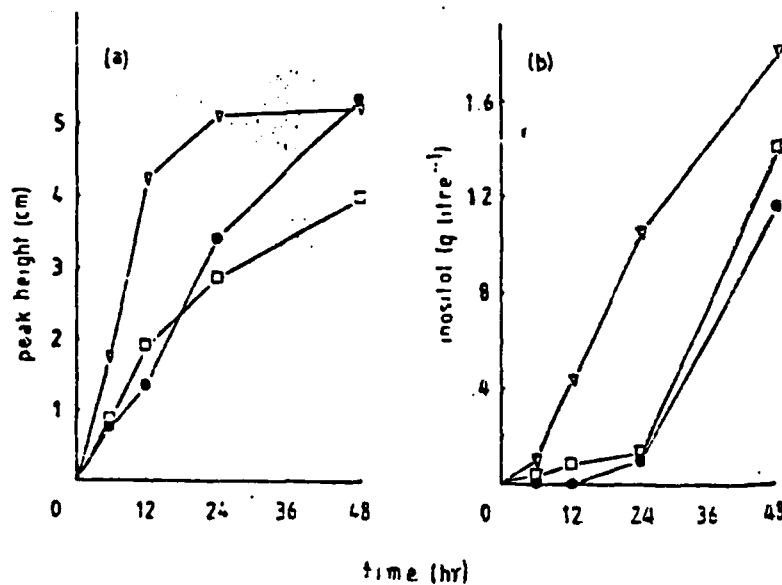 (a)
5
4
3
2
1
0 12 24 36 48
peak height (cm)
(b)
1.6
1.2
.8
.4
0 12 24 36 48
inositol (g litre⁻¹)
time (hr)